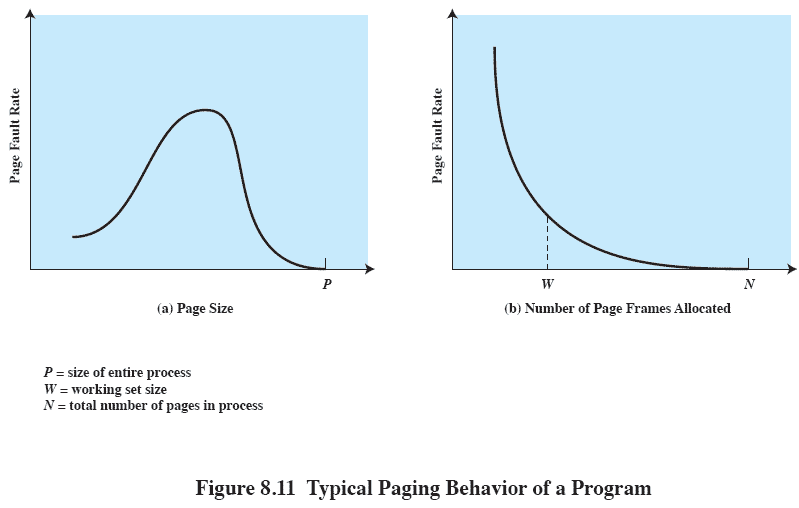 Page Fault Rate
P
(a) Page Size
Page Fault Rate
W
N
(b) Number of Page Frames Allocated
P = size of entire process
W = working set size
N = total number of pages in process
Figure 8.11 Typical Paging Behavior of a Program